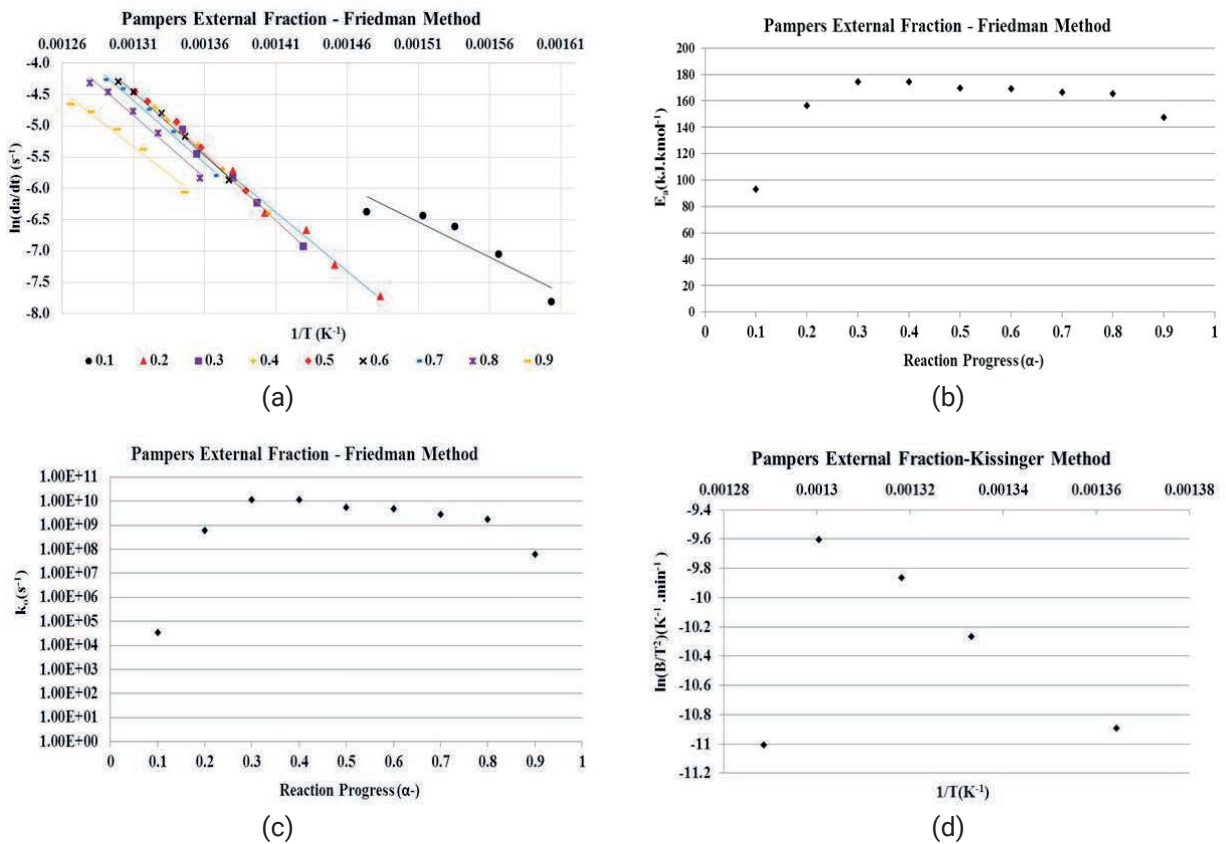 Pampers External Fraction - Friedman Method
0.00126 0.00131 0.00136 0.00141 0.00146 0.00151 0.00156 0.00161
-4.0
-4.5
-5.0
-5.5
-6.0
-6.5
-7.0
-7.5
-8.0
ln(da/dt) (s⁻¹)
1/T (K⁻¹)
0.1 0.2 0.3 0.4 0.5 0.6 0.7 0.8 0.9
(a)
Pampers External Fraction - Friedman Method
200
180
160
140
120
100
80
60
40
20
0
Eₐ(kJ.kmol⁻¹)
0 0.1 0.2 0.3 0.4 0.5 0.6 0.7 0.8 0.9 1
Reaction Progress (α-)
(b)
Pampers External Fraction - Friedman Method
1.00E+11
1.00E+10
1.00E+09
1.00E+08
1.00E+07
1.00E+06
1.00E+05
1.00E+04
1.00E+03
1.00E+02
1.00E+01
1.00E+00
kₒ(s⁻¹)
0 0.1 0.2 0.3 0.4 0.5 0.6 0.7 0.8 0.9 1
Reaction Progress (α-)
(c)
Pampers External Fraction-Kissinger Method
0.00128 0.0013 0.00132 0.00134 0.00136 0.00138
-9.4
-9.6
-9.8
-10
-10.2
-10.4
-10.6
-10.8
-11
-11.2
ln(B/T²)(K⁻¹.min⁻¹)
1/T(K⁻¹)
(d)